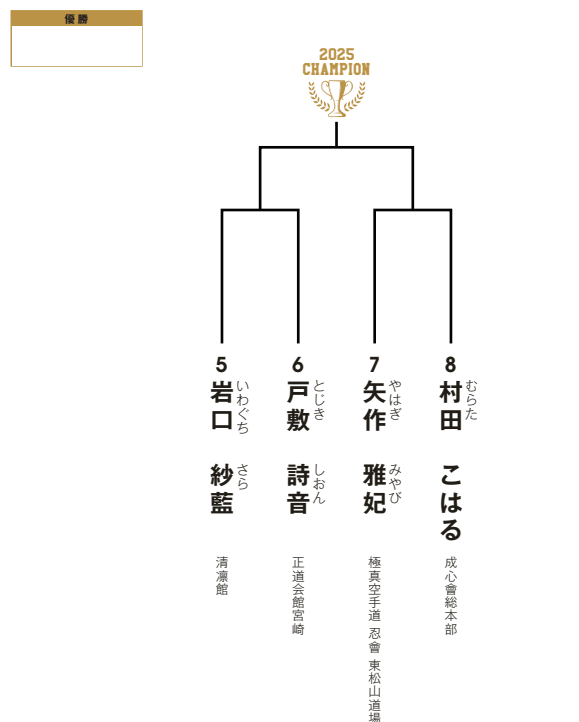 優勝
2025
CHAMPION
5
岩口 紗藍
いわぐち さら
清凛館
6
戸敷 詩音
とじき しおん
正道会館宮崎
7
矢作 雅妃
やはぎ みやび
極真空手道 忍會 東松山道場
8
村田 こはる
むらた
成心會総本部